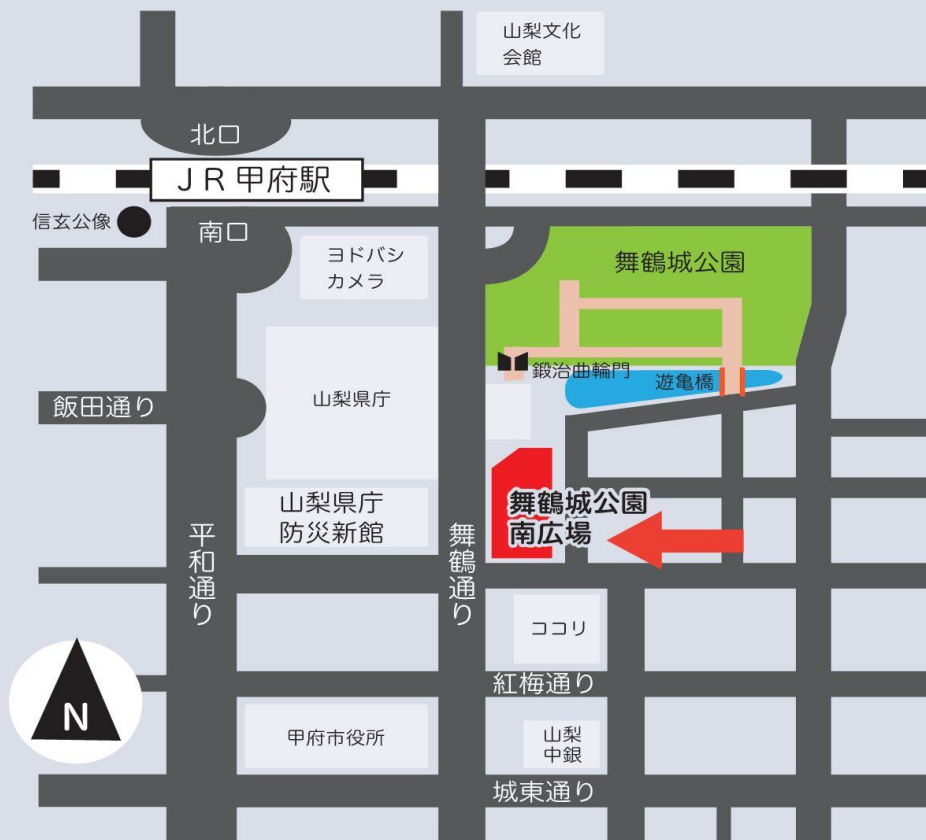 山梨文化
会館
北口
JR甲府駅
信玄公像
南口
ヨドバシ
カメラ
舞鶴城公園
鍛治曲輪門
遊亀橋
山梨県庁
飯田通り
山梨県庁
防災新館
舞鶴城公園
南広場
平和通り
舞鶴通り
ココリ
紅梅通り
N
甲府市役所
山梨
中銀
城東通り